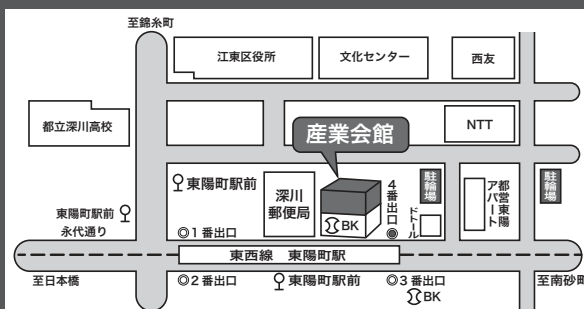 至錦糸町
江東区役所
文化センター
西友
都立深川高校
NTT
産業会館
東陽町駅前
深川
郵便局
BK
4番出口
駐輪場
ドトール
都営東陽
アパート
駐輪場
東陽町駅前
永代通り
1番出口
東西線 東陽町駅
至日本橋
2番出口
東陽町駅前
3番出口
BK
至南砂町